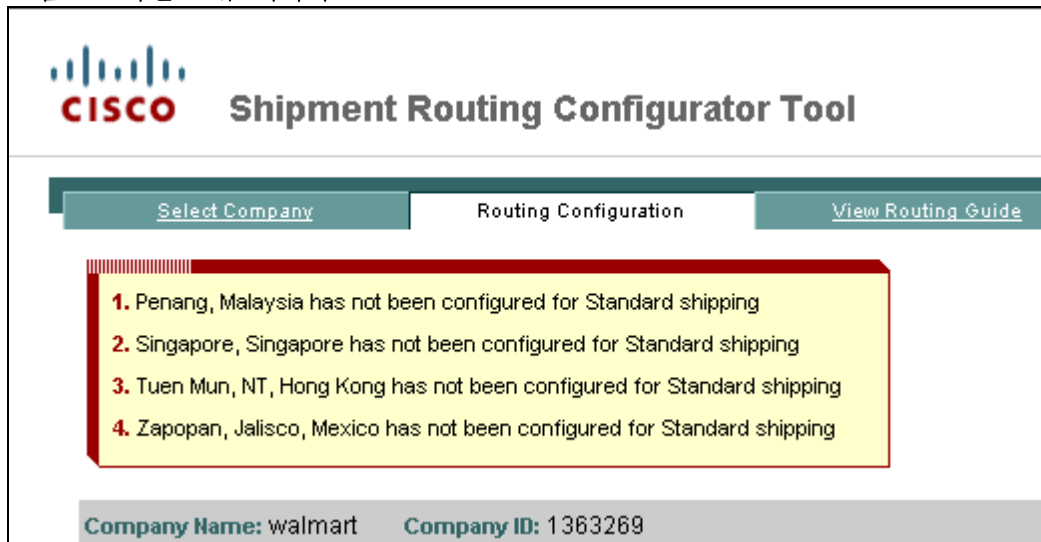 CISCO
Shipment Routing Configurator Tool
Select Company
Routing Configuration
View Routing Guide
1. Penang, Malaysia has not been configured for Standard shipping
2. Singapore, Singapore has not been configured for Standard shipping
3. Tuen Mun, NT, Hong Kong has not been configured for Standard shipping
4. Zapopan, Jalisco, Mexico has not been configured for Standard shipping
Company Name: walmart Company ID: 1363269